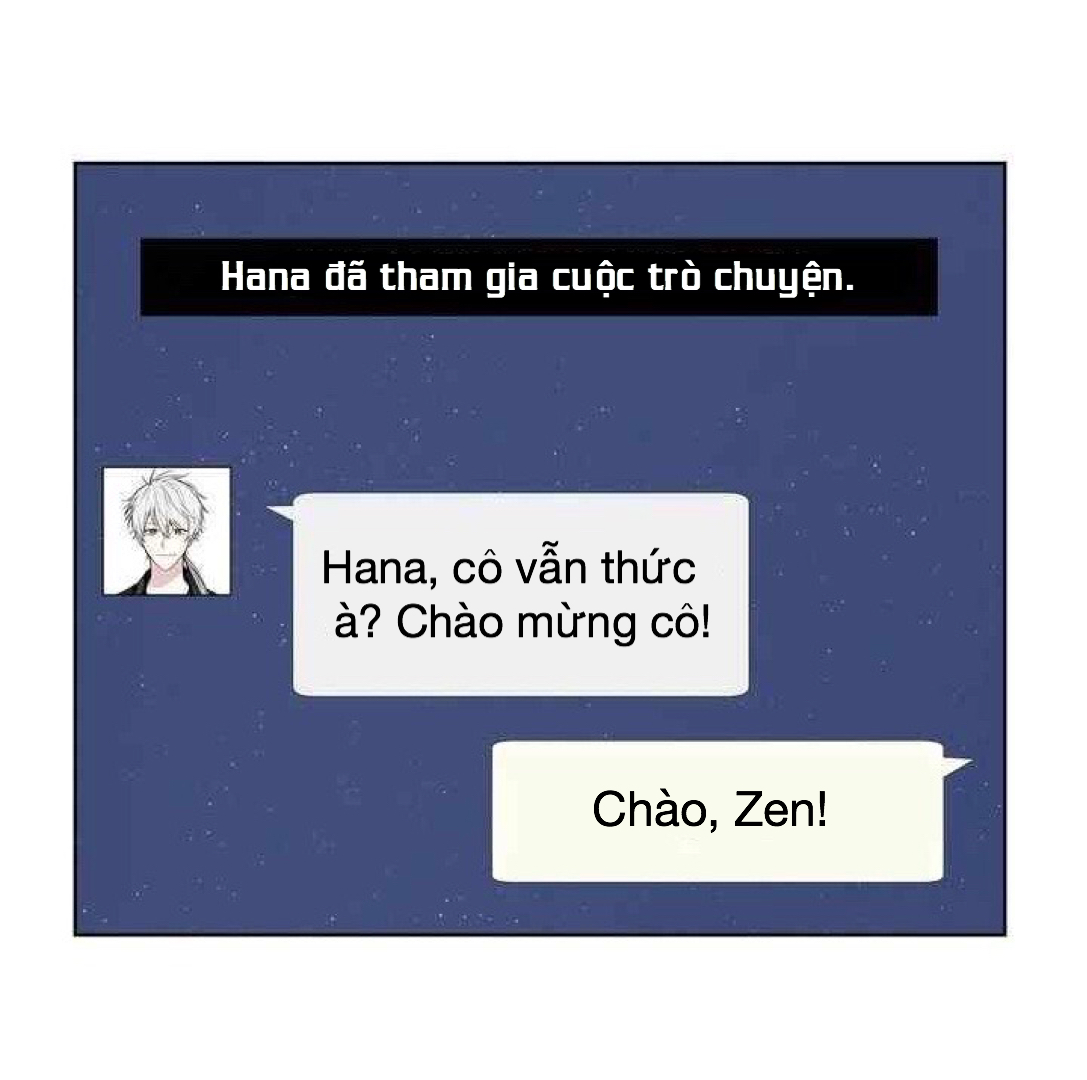 Hana đã tham gia cuộc trò chuyện.
Hana, cô vẫn thức
à? Chào mừng cô!
Chào, Zen!